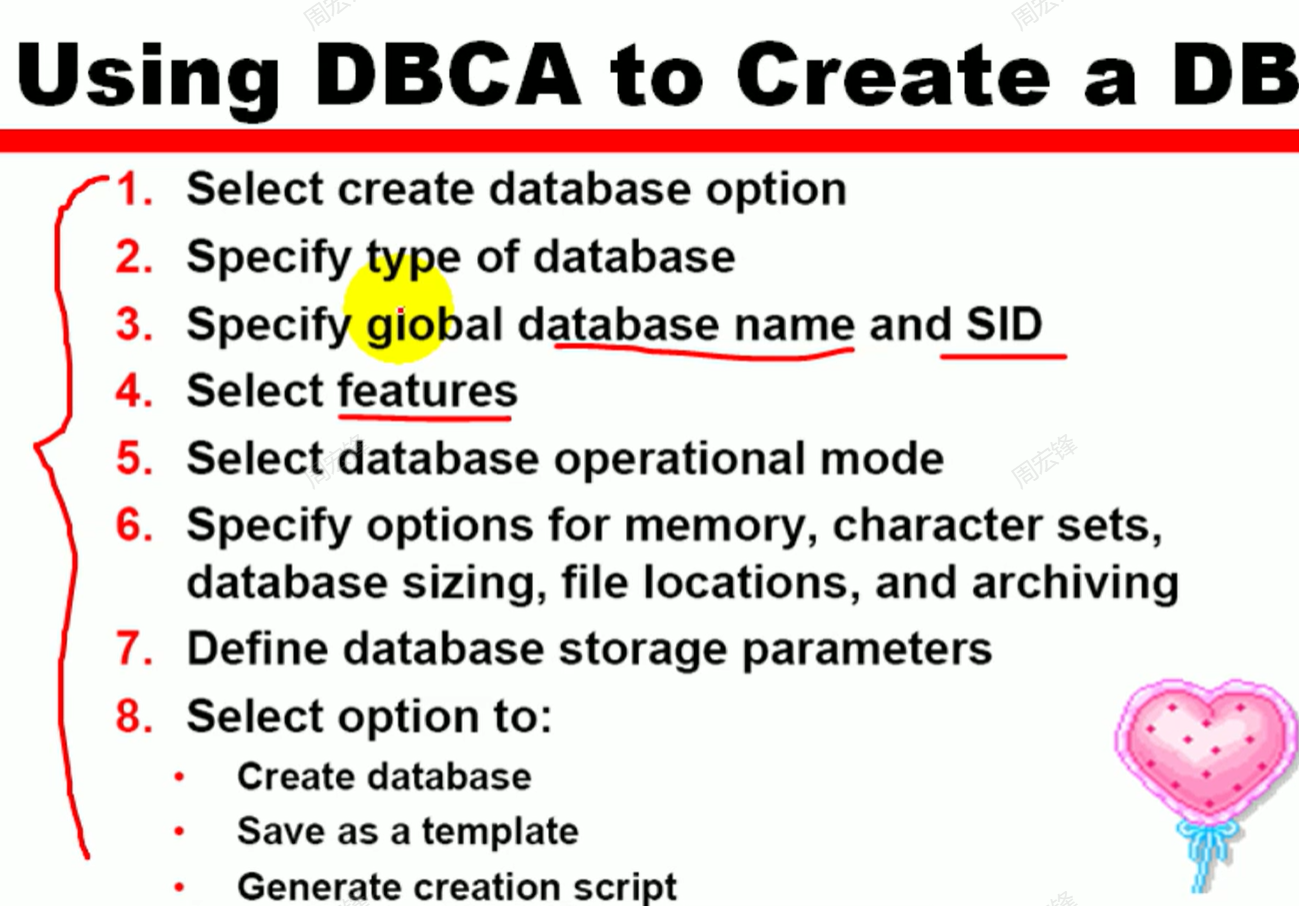 周宏锋
周宏锋
Using DBCA to Create a DB
1. Select create database option
2. Specify type of database
3. Specify global database name and SID
4. Select features
周宏锋
周宏锋
5. Select database operational mode
6. Specify options for memory, character sets,
database sizing, file locations, and archiving
7. Define database storage parameters
8. Select option to:
• Create database
• Save as a template
• Generate creation script